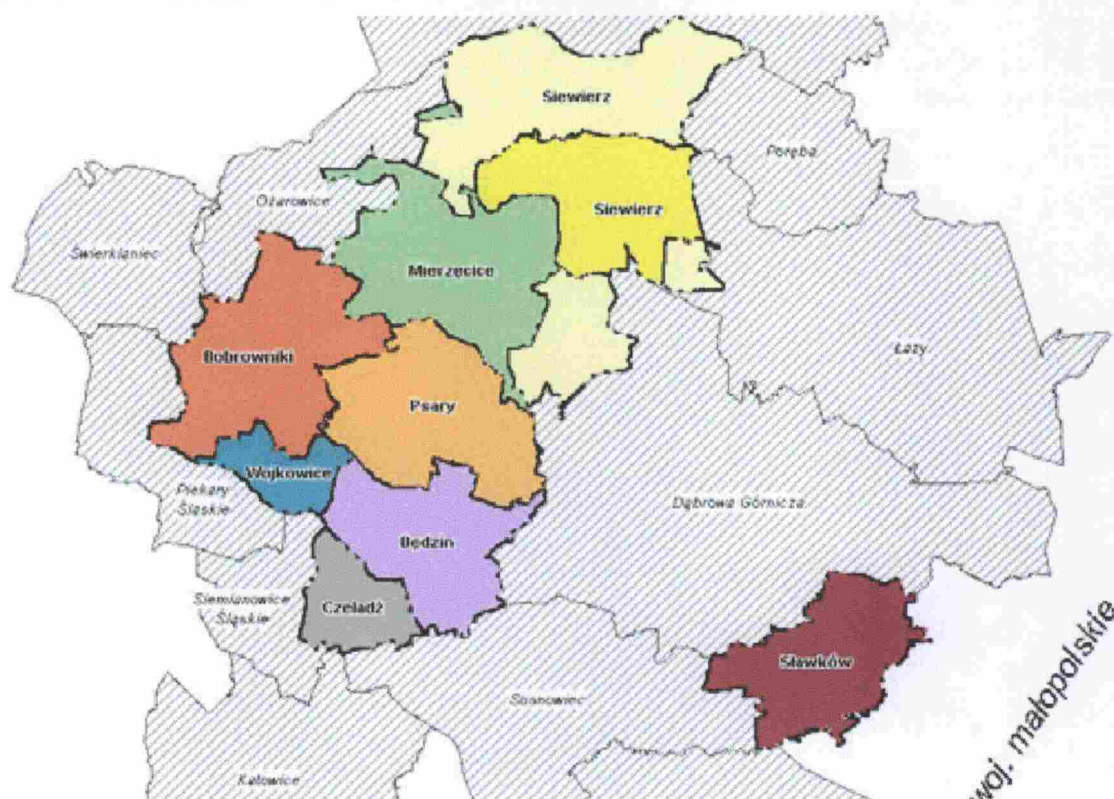 Siewierz
Poręba
Ożarowice
Siewierz
Świerklaniec
Mierzęcice
Bobrowniki
Łazy
Psary
Wojkowice
Piekary
Śląskie
Dąbrowa Górnicza
Będzin
Siemianowice
Śląskie
Czeladź
Sławków
Sosnowiec
Katowice
woj. małopolskie